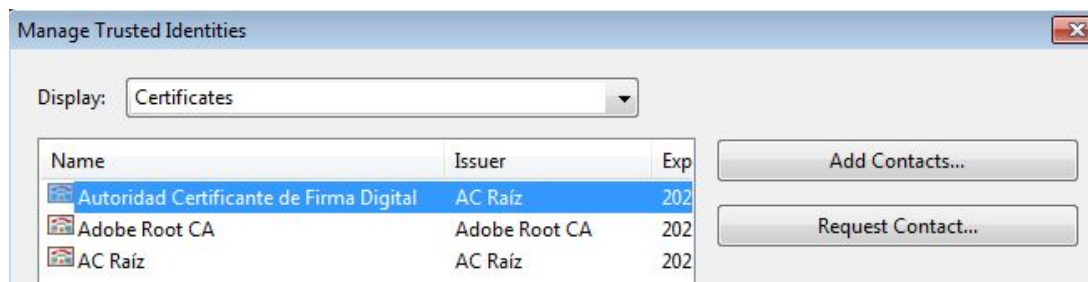 Manage Trusted Identities
Display: Certificates
Name Issuer Exp Add Contacts...
Autoridad Certificante de Firma Digital AC Raíz 202
Adobe Root CA Adobe Root CA 202 Request Contact...
AC Raíz AC Raíz 202